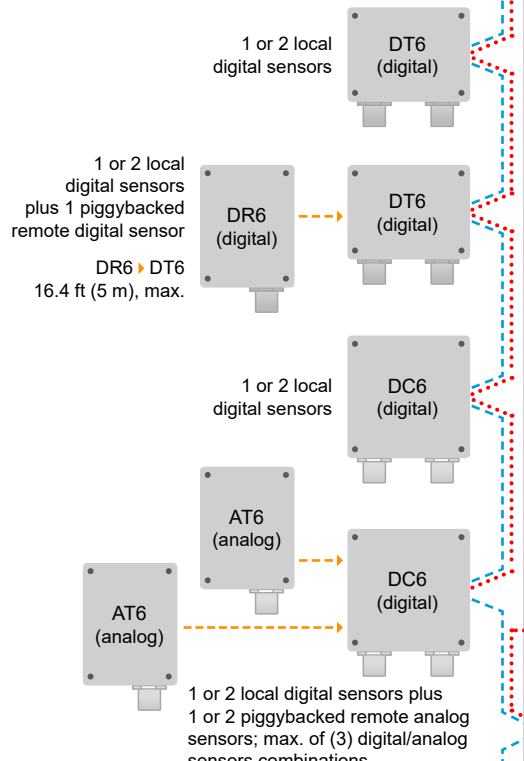 1 or 2 local
digital sensors
DT6
(digital)
1 or 2 local
digital sensors
plus 1 piggybacked
remote digital sensor
DR6 ▸ DT6
16.4 ft (5 m), max.
DR6
(digital)
DT6
(digital)
1 or 2 local
digital sensors
DC6
(digital)
AT6
(analog)
DC6
(digital)
AT6
(analog)
1 or 2 local digital sensors plus
1 or 2 piggybacked remote analog
sensors; max. of (3) digital/analog
sensors combinations